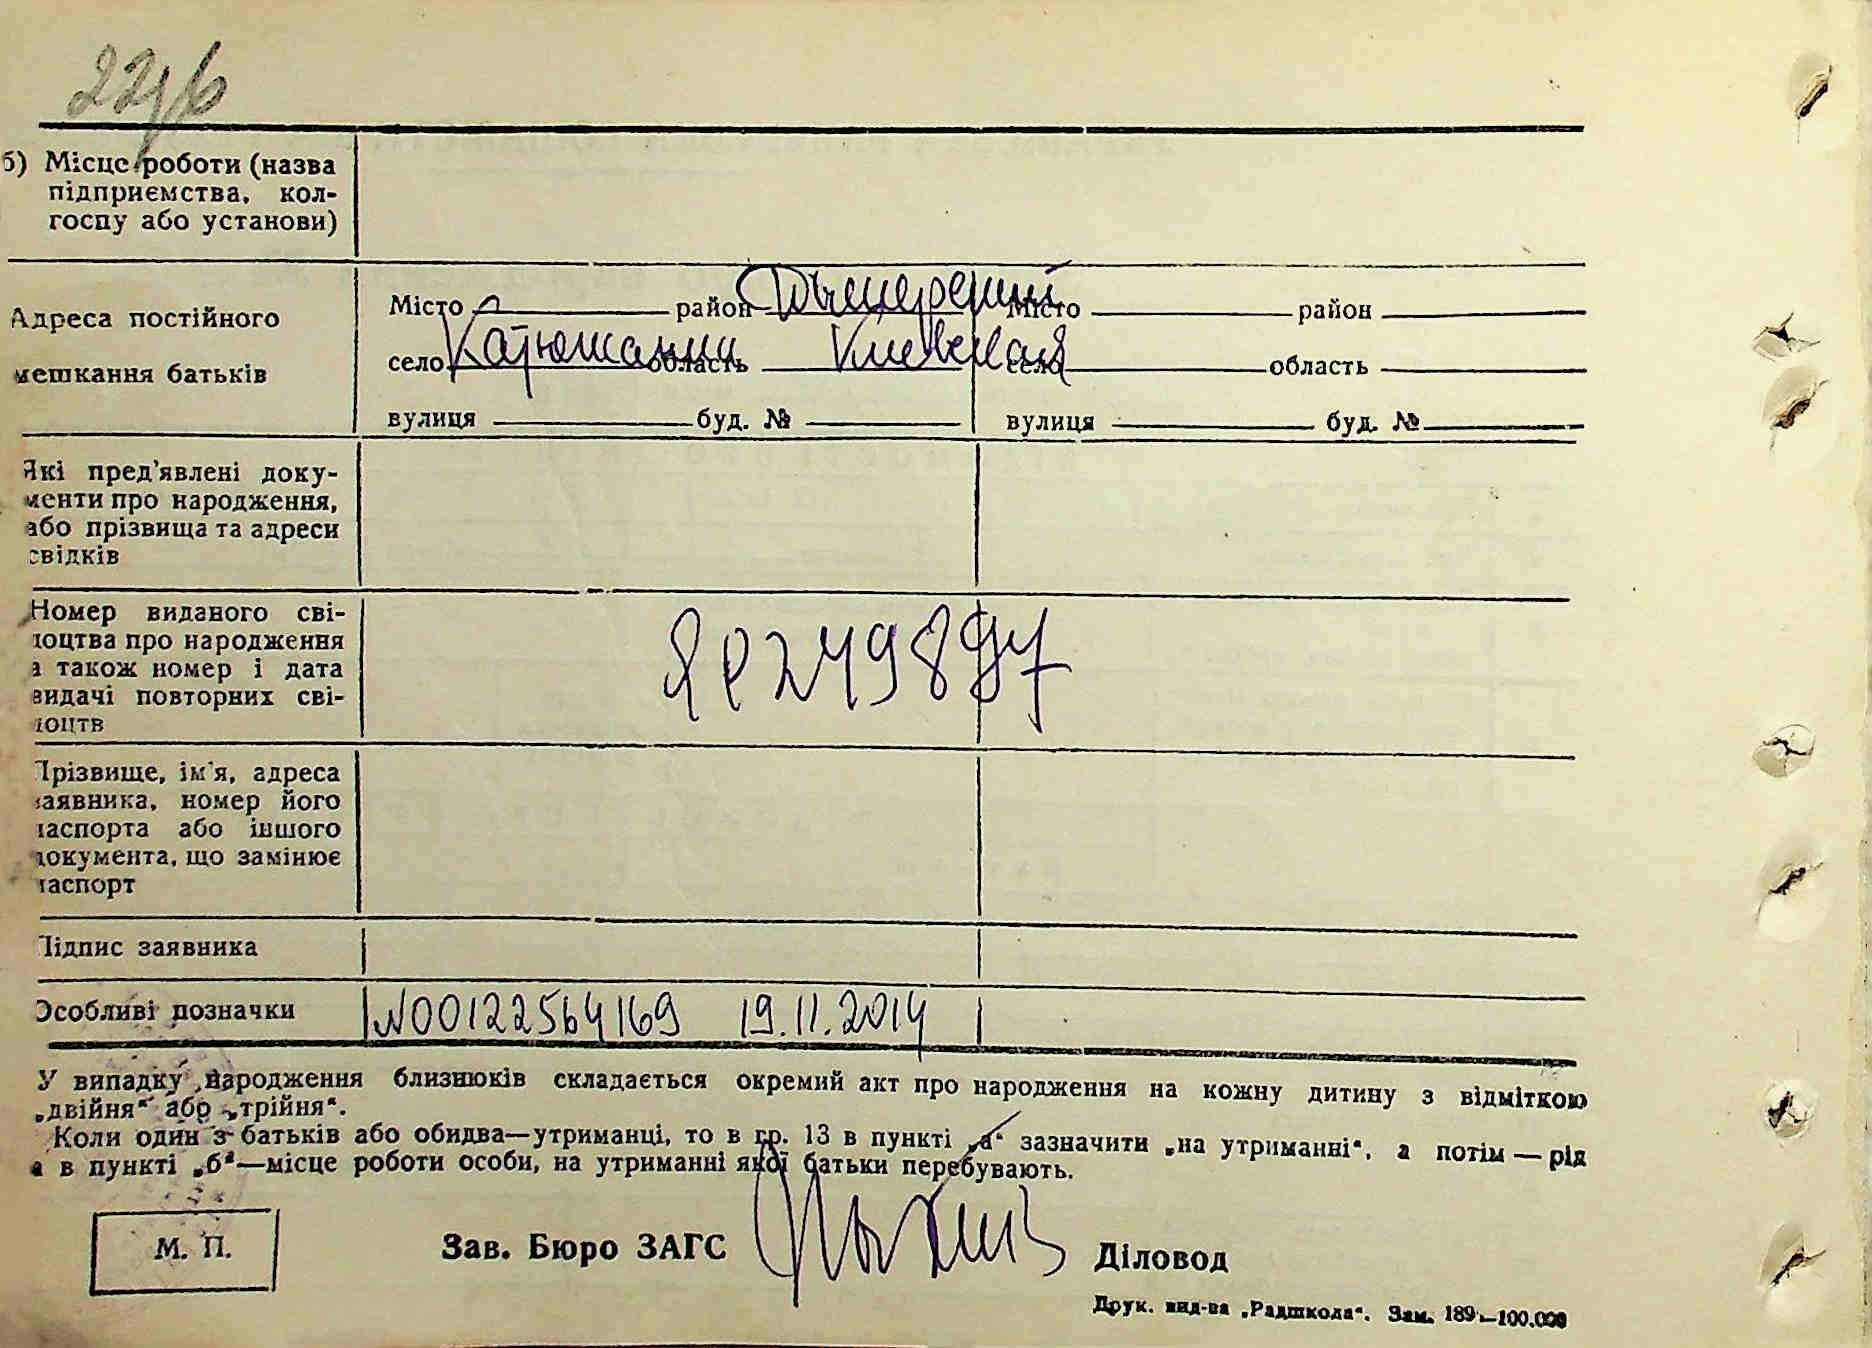 б) Місце роботи (назва
підприємства, кол-
госпу або установи)
Адреса постійного
мешкання батьків
Місто район Дымерский Місто район
село Катюжанка область Киевская село область
вулиця буд. № вулиця буд. №
Які пред'явлені доку-
менти про народження,
або прізвища та адреси
свідків
Номер виданого сві-
доцтва про народження
а також номер і дата
видачі повторних сві-
доцтв
ЯР249897
Прізвище, ім'я, адреса
заявника, номер його
паспорта або іншого
документа, що замінює
паспорт
Підпис заявника
Особливі позначки №00122564169 19.11.2014
У випадку народження близнюків складається окремий акт про народження на кожну дитину з відміткою
„двійня“ або „трійня“.
Коли один з батьків або обидва—утриманці, то в гр. 13 в пункті „а“ зазначити „на утриманні“, а потім — рід
а в пункті „б“—місце роботи особи, на утриманні якої батьки перебувають.
М. П. Зав. Бюро ЗАГС Діловод
Друк. вид-ва „Радшкола“. Зам. 189 —100.000